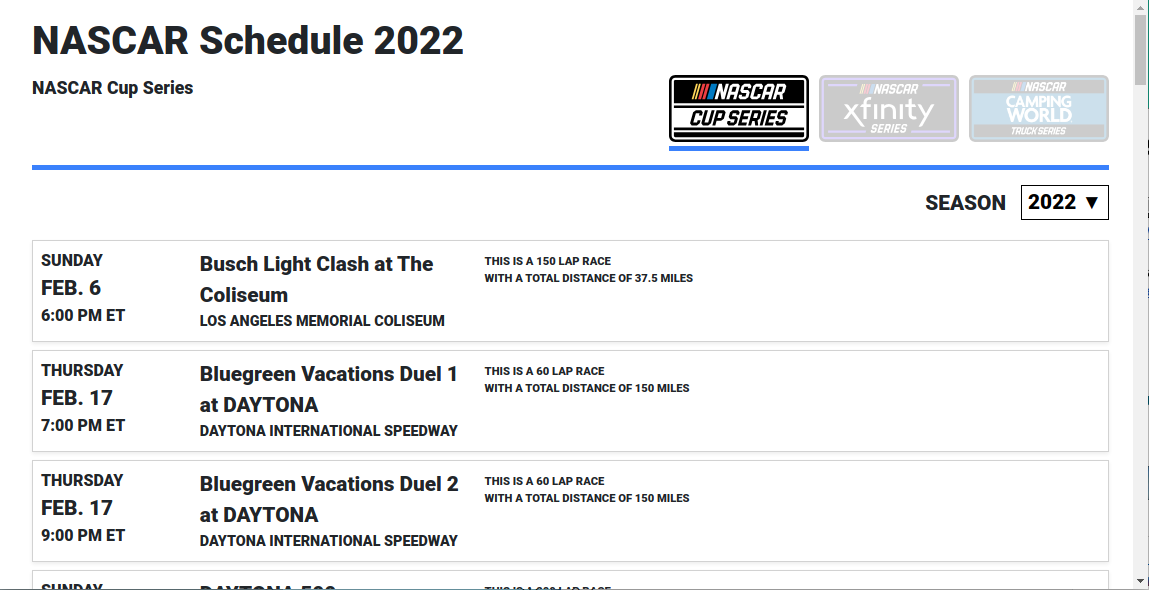 NASCAR Schedule 2022
NASCAR Cup Series
NASCAR
CUP SERIES
NASCAR
xfinity
SERIES
NASCAR
CAMPING
WORLD
TRUCK SERIES
SEASON 2022 ▼
SUNDAY
FEB. 6
6:00 PM ET
Busch Light Clash at The
Coliseum
LOS ANGELES MEMORIAL COLISEUM
THIS IS A 150 LAP RACE
WITH A TOTAL DISTANCE OF 37.5 MILES
THURSDAY
FEB. 17
7:00 PM ET
Bluegreen Vacations Duel 1
at DAYTONA
DAYTONA INTERNATIONAL SPEEDWAY
THIS IS A 60 LAP RACE
WITH A TOTAL DISTANCE OF 150 MILES
THURSDAY
FEB. 17
9:00 PM ET
Bluegreen Vacations Duel 2
at DAYTONA
DAYTONA INTERNATIONAL SPEEDWAY
THIS IS A 60 LAP RACE
WITH A TOTAL DISTANCE OF 150 MILES
SUNDAY
DAYTONA 500
THIS IS A 200 LAP RACE